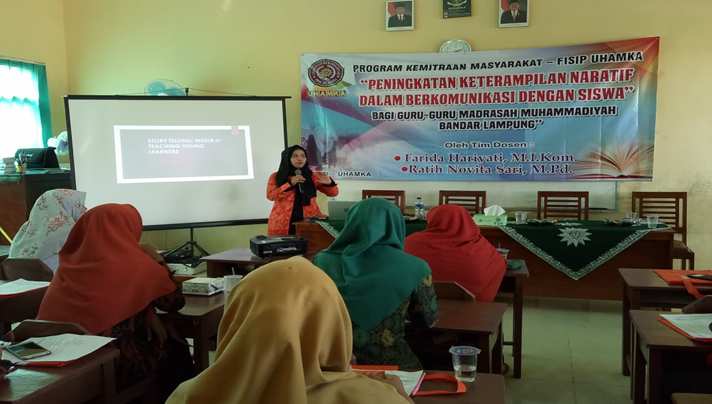 PROGRAM KEMITRAAN MASYARAKAT – FISIP UHAMKA
"PENINGKATAN KETERAMPILAN NARATIF
DALAM BERKOMUNIKASI DENGAN SISWA"
BAGI GURU-GURU MADRASAH MUHAMMADIYAH
BANDAR LAMPUNG"
Oleh Tim Dosen :
• Farida Hariyati, M.I.Kom.
• Ratih Novita Sari, M.Pd.
UHAMKA
- UHAMKA
STORY TELLING: MEDIA in
TEACHING YOUNG
LEARNERS